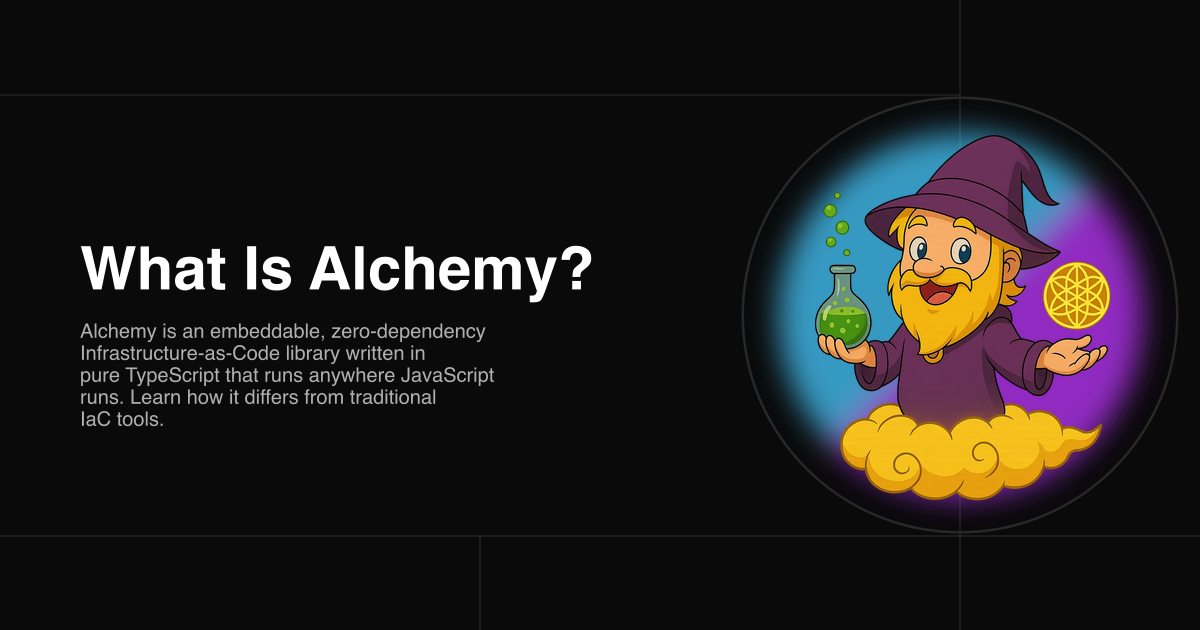 What Is Alchemy?
Alchemy is an embeddable, zero-dependency
Infrastructure-as-Code library written in
pure TypeScript that runs anywhere JavaScript
runs. Learn how it differs from traditional
IaC tools.